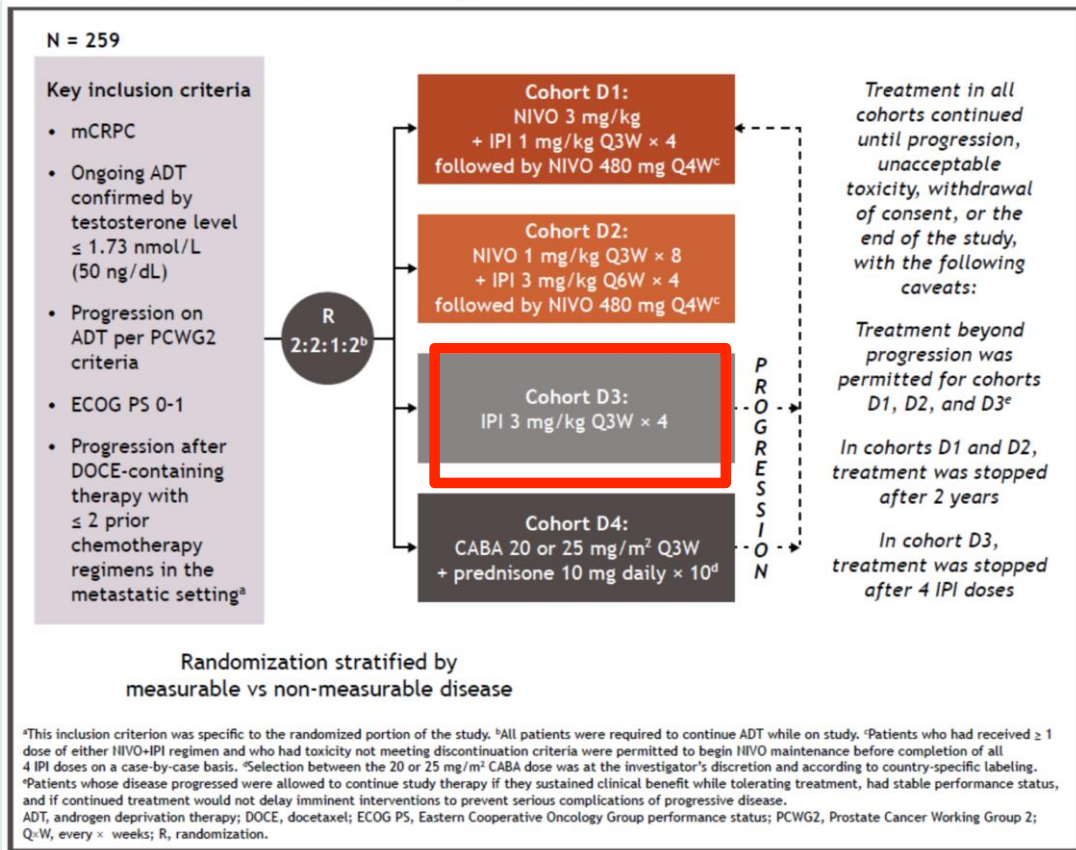 N = 259
Key inclusion criteria
• mCRPC
• Ongoing ADT
confirmed by
testosterone level
≤ 1.73 nmol/L
(50 ng/dL)
• Progression on
ADT per PCWG2
criteria
• ECOG PS 0-1
• Progression after
DOCE-containing
therapy with
≤ 2 prior
chemotherapy
regimens in the
metastatic settingᵃ
R
2:2:1:2ᵇ
Cohort D1:
NIVO 3 mg/kg
+ IPI 1 mg/kg Q3W × 4
followed by NIVO 480 mg Q4Wᶜ
Cohort D2:
NIVO 1 mg/kg Q3W × 8
+ IPI 3 mg/kg Q6W × 4
followed by NIVO 480 mg Q4Wᶜ
Cohort D3:
IPI 3 mg/kg Q3W × 4
Cohort D4:
CABA 20 or 25 mg/m² Q3W
+ prednisone 10 mg daily × 10ᵈ
PROGRESSION
Treatment in all
cohorts continued
until progression,
unacceptable
toxicity, withdrawal
of consent, or the
end of the study,
with the following
caveats:
Treatment beyond
progression was
permitted for cohorts
D1, D2, and D3ᵉ
In cohorts D1 and D2,
treatment was stopped
after 2 years
In cohort D3,
treatment was stopped
after 4 IPI doses
Randomization stratified by
measurable vs non-measurable disease
ᵃThis inclusion criterion was specific to the randomized portion of the study. ᵇAll patients were required to continue ADT while on study. ᶜPatients who had received ≥ 1
dose of either NIVO+IPI regimen and who had toxicity not meeting discontinuation criteria were permitted to begin NIVO maintenance before completion of all
4 IPI doses on a case-by-case basis. ᵈSelection between the 20 or 25 mg/m² CABA dose was at the investigator's discretion and according to country-specific labeling.
ᵉPatients whose disease progressed were allowed to continue study therapy if they sustained clinical benefit while tolerating treatment, had stable performance status,
and if continued treatment would not delay imminent interventions to prevent serious complications of progressive disease.
ADT, androgen deprivation therapy; DOCE, docetaxel; ECOG PS, Eastern Cooperative Oncology Group performance status; PCWG2, Prostate Cancer Working Group 2;
Q×W, every × weeks; R, randomization.